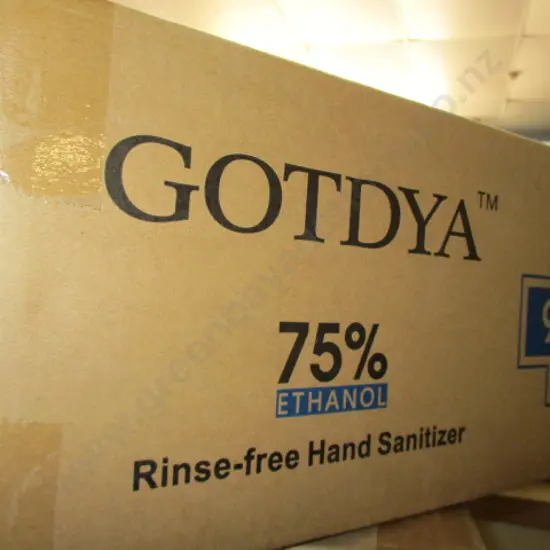 GOTDYA™
75%
ETHANOL
Rinse-free Hand Sanitizer